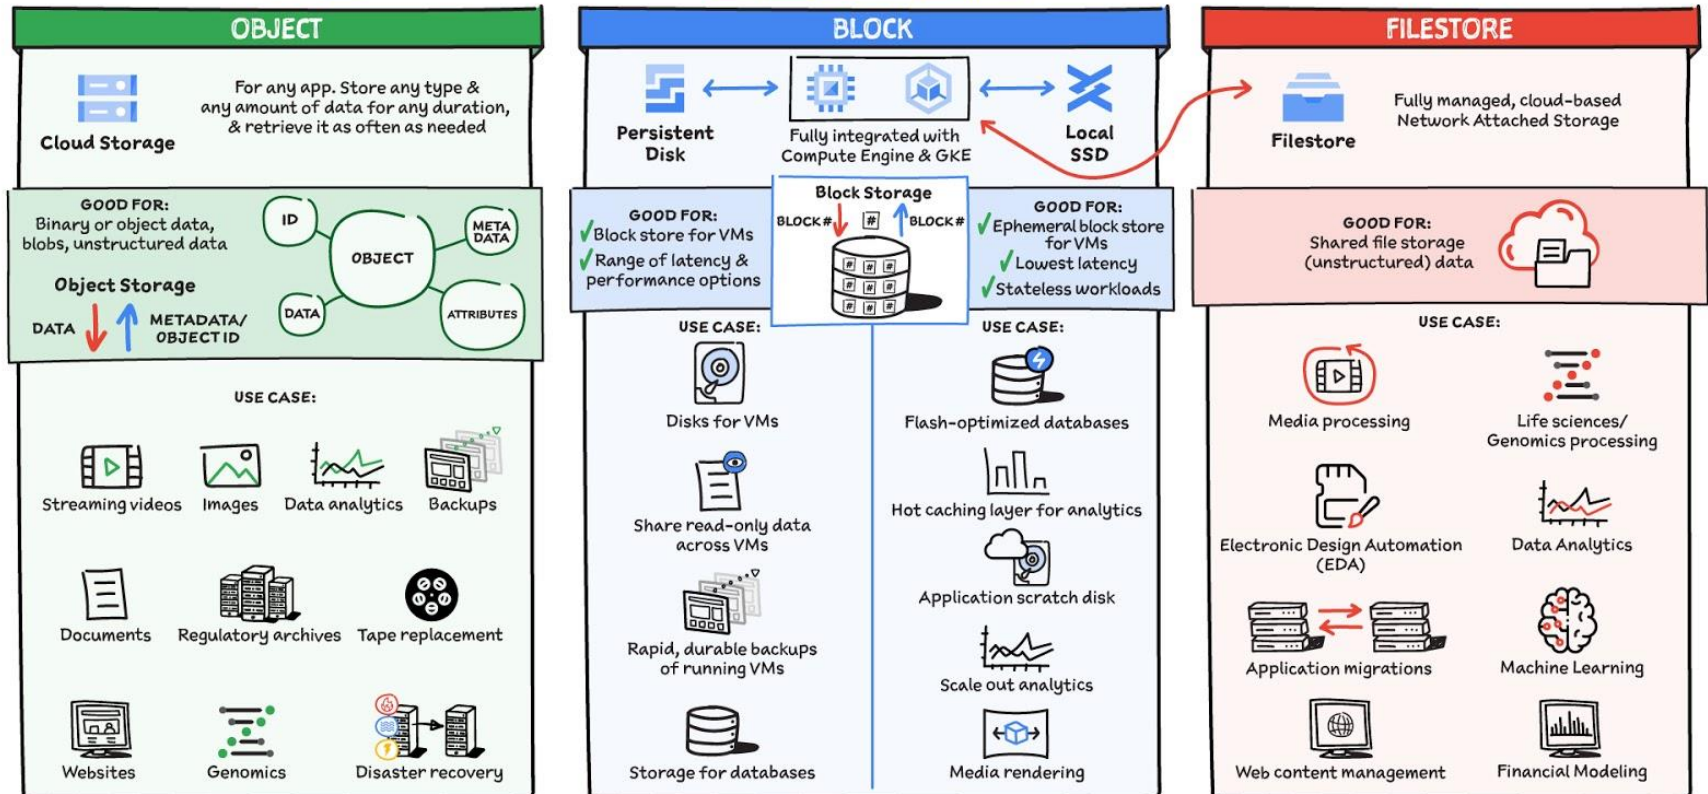 OBJECT
Cloud Storage
For any app. Store any type &
any amount of data for any duration,
& retrieve it as often as needed
GOOD FOR:
Binary or object data,
blobs, unstructured data
Object Storage
DATA
METADATA/
OBJECT ID
ID
META
DATA
OBJECT
DATA
ATTRIBUTES
USE CASE:
Streaming videos
Images
Data analytics
Backups
Documents
Regulatory archives
Tape replacement
Websites
Genomics
Disaster recovery
BLOCK
Persistent
Disk
Fully integrated with
Compute Engine & GKE
Local
SSD
GOOD FOR:
Block store for VMs
Range of latency &
performance options
Block Storage
BLOCK#
#
BLOCK#
# # #
# # #
# # #
GOOD FOR:
Ephemeral block store
for VMs
Lowest latency
Stateless workloads
USE CASE:
Disks for VMs
Share read-only data
across VMs
Rapid, durable backups
of running VMs
Storage for databases
USE CASE:
Flash-optimized databases
Hot caching layer for analytics
Application scratch disk
Scale out analytics
Media rendering
FILESTORE
Filestore
Fully managed, cloud-based
Network Attached Storage
GOOD FOR:
Shared file storage
(unstructured) data
USE CASE:
Media processing
Life sciences/
Genomics processing
Electronic Design Automation
(EDA)
Data Analytics
Application migrations
Machine Learning
Web content management
Financial Modeling